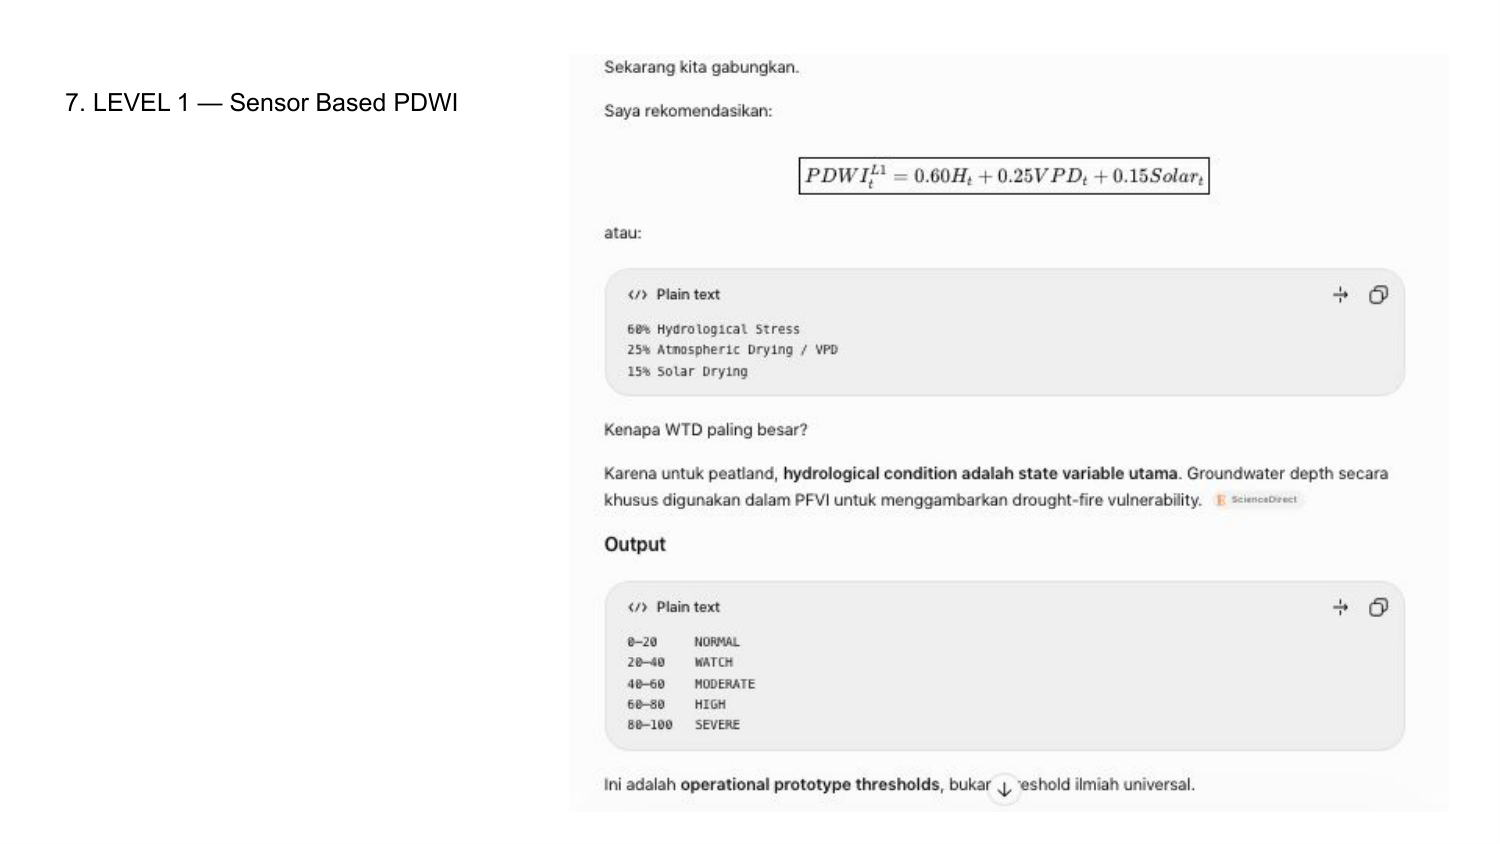 7. LEVEL 1 — Sensor Based PDWI
Sekarang kita gabungkan.
Saya rekomendasikan:
PDWI_t^{L1} = 0.60H_t + 0.25VPD_t + 0.15Solar_t
atau:
</> Plain text
60% Hydrological Stress
25% Atmospheric Drying / VPD
15% Solar Drying
Kenapa WTD paling besar?
Karena untuk peatland, hydrological condition adalah state variable utama. Groundwater depth secara
khusus digunakan dalam PFVI untuk menggambarkan drought-fire vulnerability. ScienceDirect
Output
</> Plain text
0–20 NORMAL
20–40 WATCH
40–60 MODERATE
60–80 HIGH
80–100 SEVERE
Ini adalah operational prototype thresholds, ilmiah universal.